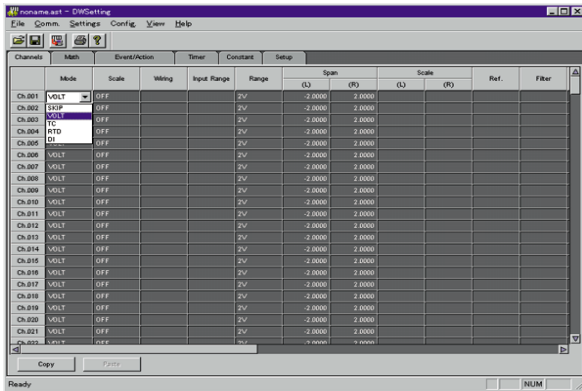 noname.ast - DWSetting
File Comm. Settings Config. View Help
Channels Math Event/Action Timer Constant Setup
Mode Scale Wiring Input Range Range Span Scale Ref. Filter
(L) (R) (L) (R)
Ch.001 VOLT OFF 2V -2.0000 2.0000
Ch.002 SKIP OFF 2V -2.0000 2.0000
Ch.003 VOLT OFF 2V -2.0000 2.0000
TC
Ch.004 RTD OFF 2V -2.0000 2.0000
Ch.005 DI OFF 2V -2.0000 2.0000
Ch.006 VOLT OFF 2V -2.0000 2.0000
Ch.007 VOLT OFF 2V -2.0000 2.0000
Ch.008 VOLT OFF 2V -2.0000 2.0000
Ch.009 VOLT OFF 2V -2.0000 2.0000
Ch.010 VOLT OFF 2V -2.0000 2.0000
Ch.011 VOLT OFF 2V -2.0000 2.0000
Ch.012 VOLT OFF 2V -2.0000 2.0000
Ch.013 VOLT OFF 2V -2.0000 2.0000
Ch.014 VOLT OFF 2V -2.0000 2.0000
Ch.015 VOLT OFF 2V -2.0000 2.0000
Ch.016 VOLT OFF 2V -2.0000 2.0000
Ch.017 VOLT OFF 2V -2.0000 2.0000
Ch.018 VOLT OFF 2V -2.0000 2.0000
Ch.019 VOLT OFF 2V -2.0000 2.0000
Ch.020 VOLT OFF 2V -2.0000 2.0000
Ch.021 VOLT OFF 2V -2.0000 2.0000
Ch.022 VOLT OFF 2V -2.0000 2.0000
Copy Paste
Ready NUM